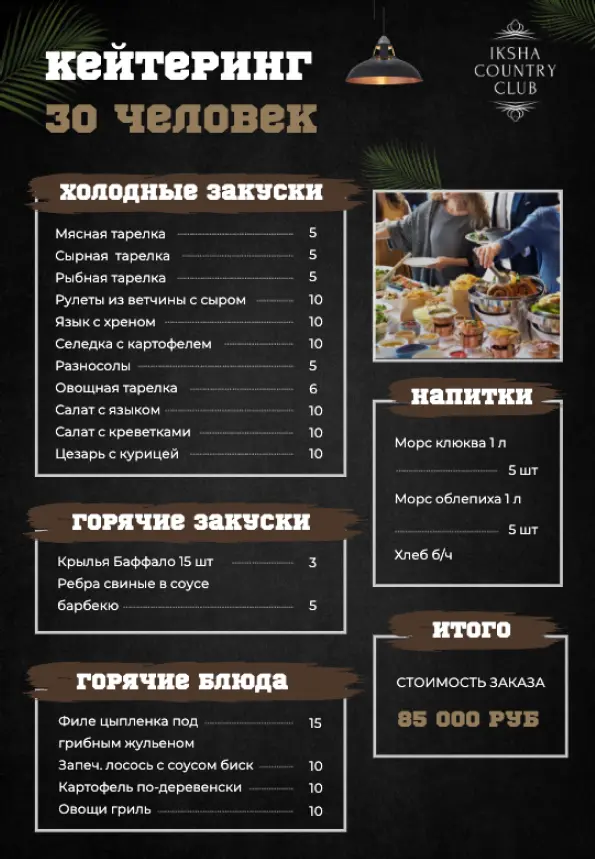 КЕЙТЕРИНГ
30 ЧЕЛОВЕК
IKSHA
COUNTRY
CLUB
ХОЛОДНЫЕ ЗАКУСКИ
Мясная тарелка 5
Сырная тарелка 5
Рыбная тарелка 5
Рулеты из ветчины с сыром 10
Язык с хреном 10
Селедка с картофелем 10
Разносолы 5
Овощная тарелка 6
Салат с языком 10
Салат с креветками 10
Цезарь с курицей 10
ГОРЯЧИЕ ЗАКУСКИ
Крылья Баффало 15 шт 3
Ребра свиные в соусе
барбекю 5
ГОРЯЧИЕ БЛЮДА
Филе цыпленка под 15
грибным жульеном
Запеч. лосось с соусом биск 10
Картофель по-деревенски 10
Овощи гриль 10
НАПИТКИ
Морс клюква 1 л
5 шт
Морс облепиха 1 л
5 шт
Хлеб б/ч
ИТОГО
СТОИМОСТЬ ЗАКАЗА
85 000 РУБ